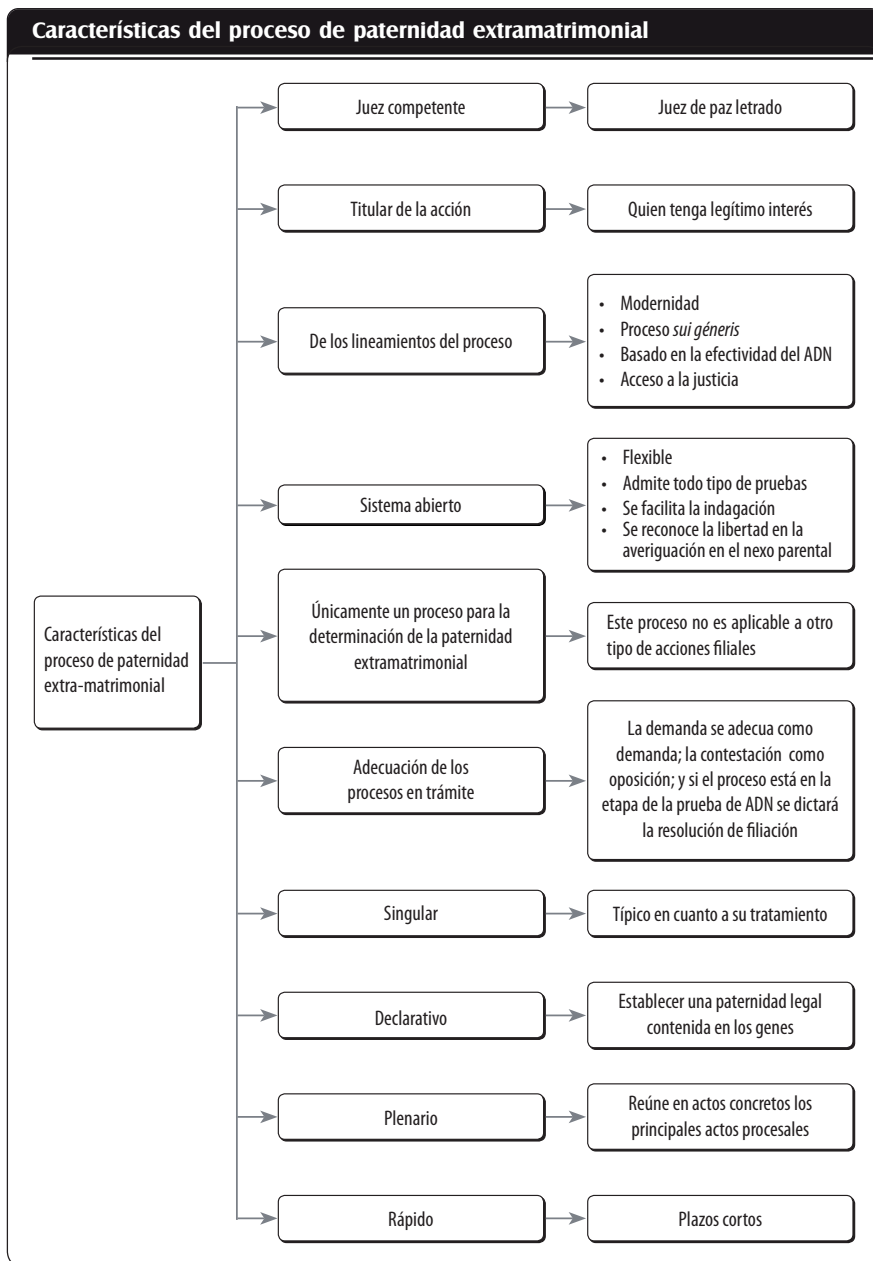 Características del proceso de paternidad extramatrimonial
Juez competente
Juez de paz letrado
Titular de la acción
Quien tenga legítimo interés
De los lineamientos del proceso
• Modernidad
• Proceso sui géneris
• Basado en la efectividad del ADN
• Acceso a la justicia
Sistema abierto
• Flexible
• Admite todo tipo de pruebas
• Se facilita la indagación
• Se reconoce la libertad en la
averiguación en el nexo parental
Características del
proceso de paternidad
extra-matrimonial
Únicamente un proceso para la
determinación de la paternidad
extramatrimonial
Este proceso no es aplicable a otro
tipo de acciones filiales
Adecuación de los
procesos en trámite
La demanda se adecua como
demanda; la contestación como
oposición; y si el proceso está en la
etapa de la prueba de ADN se dictará
la resolución de filiación
Singular
Típico en cuanto a su tratamiento
Declarativo
Establecer una paternidad legal
contenida en los genes
Plenario
Reúne en actos concretos los
principales actos procesales
Rápido
Plazos cortos